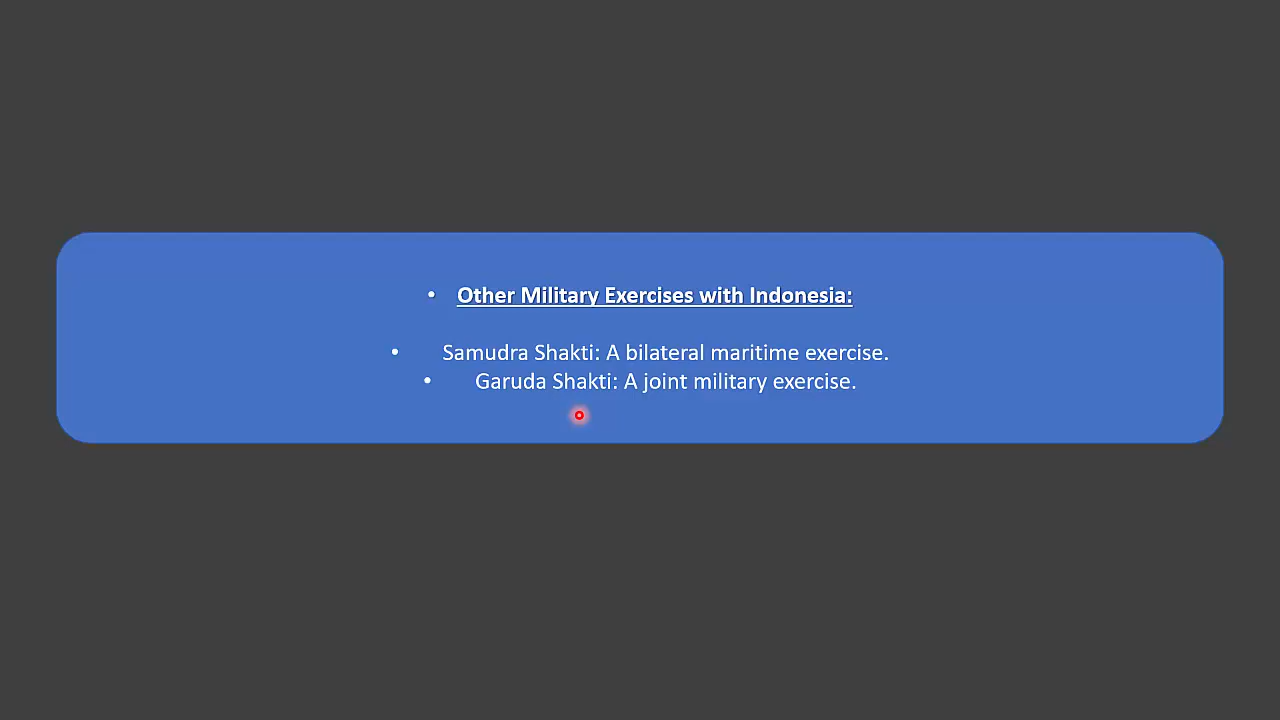 • Other Military Exercises with Indonesia:
• Samudra Shakti: A bilateral maritime exercise.
• Garuda Shakti: A joint military exercise.